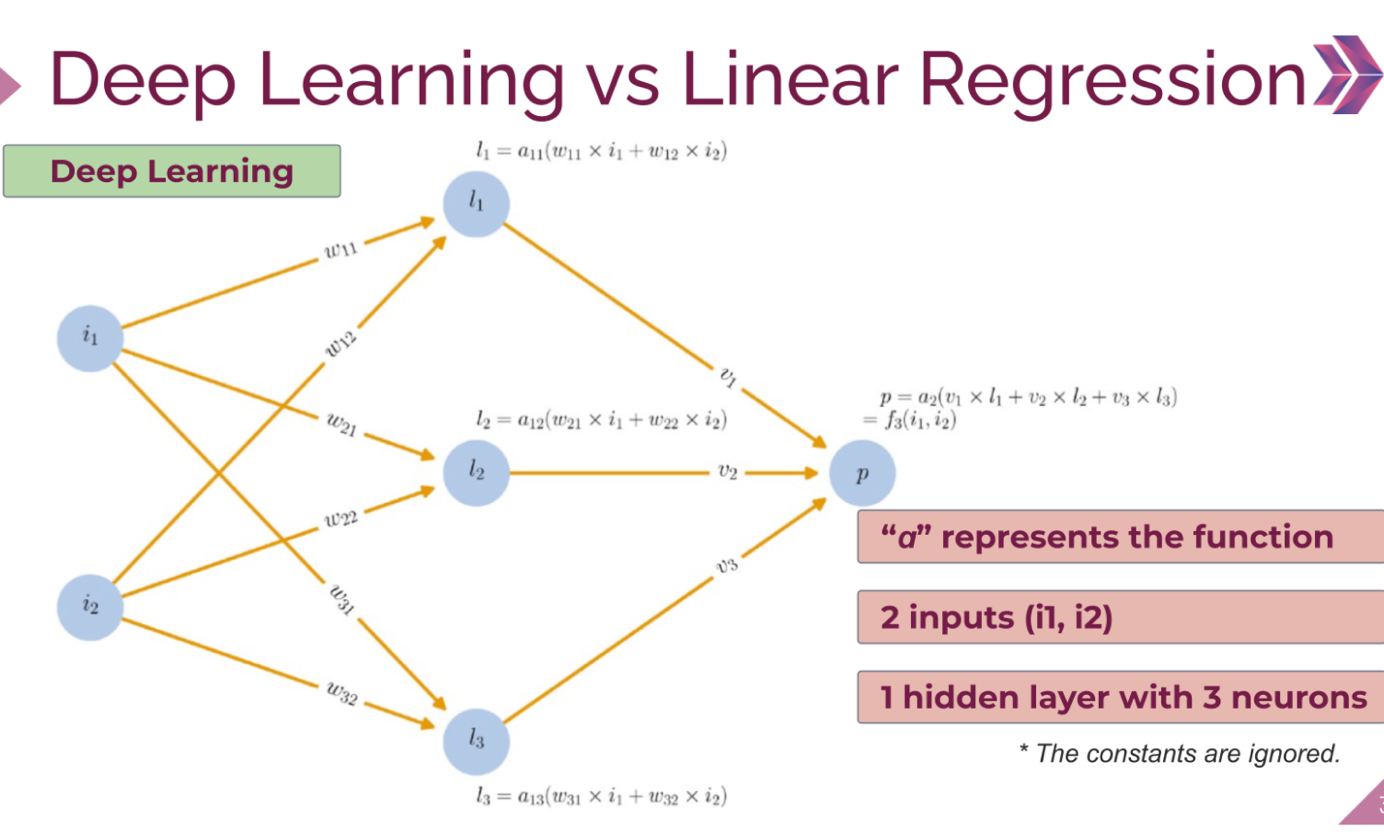 Deep Learning vs Linear Regression
Deep Learning
l₁ = a₁₁(w₁₁ × i₁ + w₁₂ × i₂)
l₁
w₁₁
i₁
w₁₂
v₁
w₂₁
l₂ = a₁₂(w₂₁ × i₁ + w₂₂ × i₂)
p = a₂(v₁ × l₁ + v₂ × l₂ + v₃ × l₃)
= f₃(i₁, i₂)
l₂
v₂
p
w₂₂
“a” represents the function
v₃
i₂
w₃₁
2 inputs (i1, i2)
w₃₂
1 hidden layer with 3 neurons
l₃
* The constants are ignored.
l₃ = a₁₃(w₃₁ × i₁ + w₃₂ × i₂)